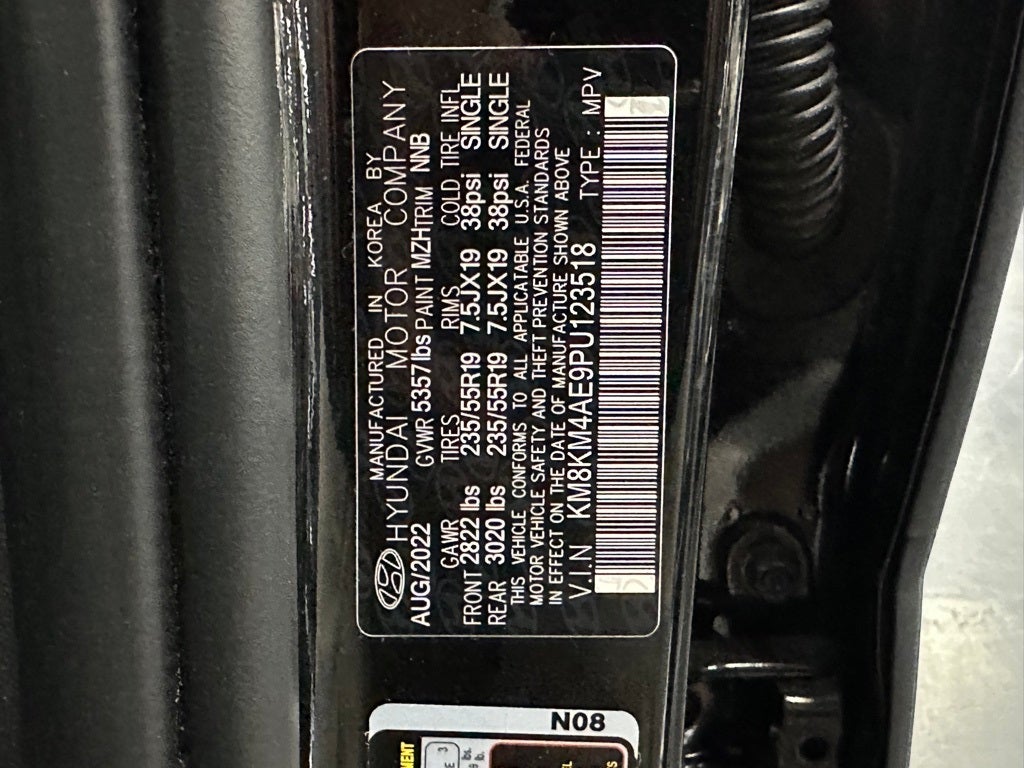 MANUFACTURED IN KOREA BY
HYUNDAI MOTOR COMPANY
AUG/2022 GVWR 5357 lbs PAINT MZH TRIM NNB
GAWR TIRES RIMS COLD TIRE INFL
FRONT 2822 lbs 235/55R19 7.5JX19 38psi SINGLE
REAR 3020 lbs 235/55R19 7.5JX19 38psi SINGLE
THIS VEHICLE CONFORMS TO ALL APPLICATABLE U.S.A. FEDERAL
MOTOR VEHICLE SAFETY AND THEFT PREVENTION STANDARDS
IN EFFECT ON THE DATE OF MANUFACTURE SHOWN ABOVE
V.I.N KM8KM4AE9PU123518 TYPE : MPV
N08